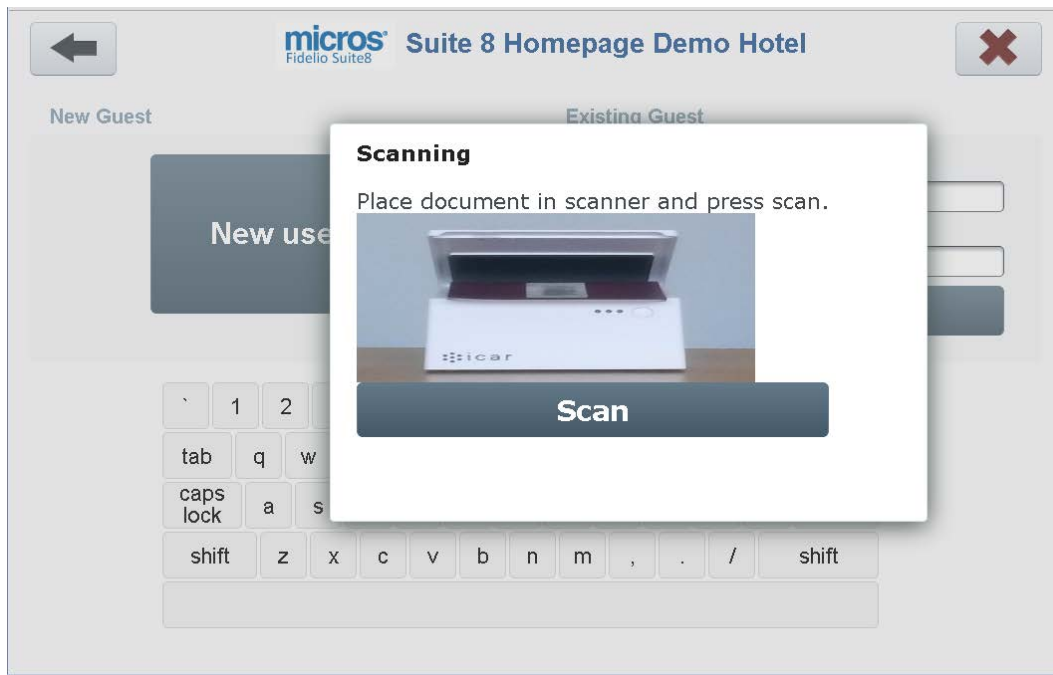 micros
Fidelio Suite8
Suite 8 Homepage Demo Hotel
New Guest
Existing Guest
Scanning
Place document in scanner and press scan.
New use
icar
Scan
` 1 2
tab q w
caps lock a s
shift z x c v b n m , . / shift